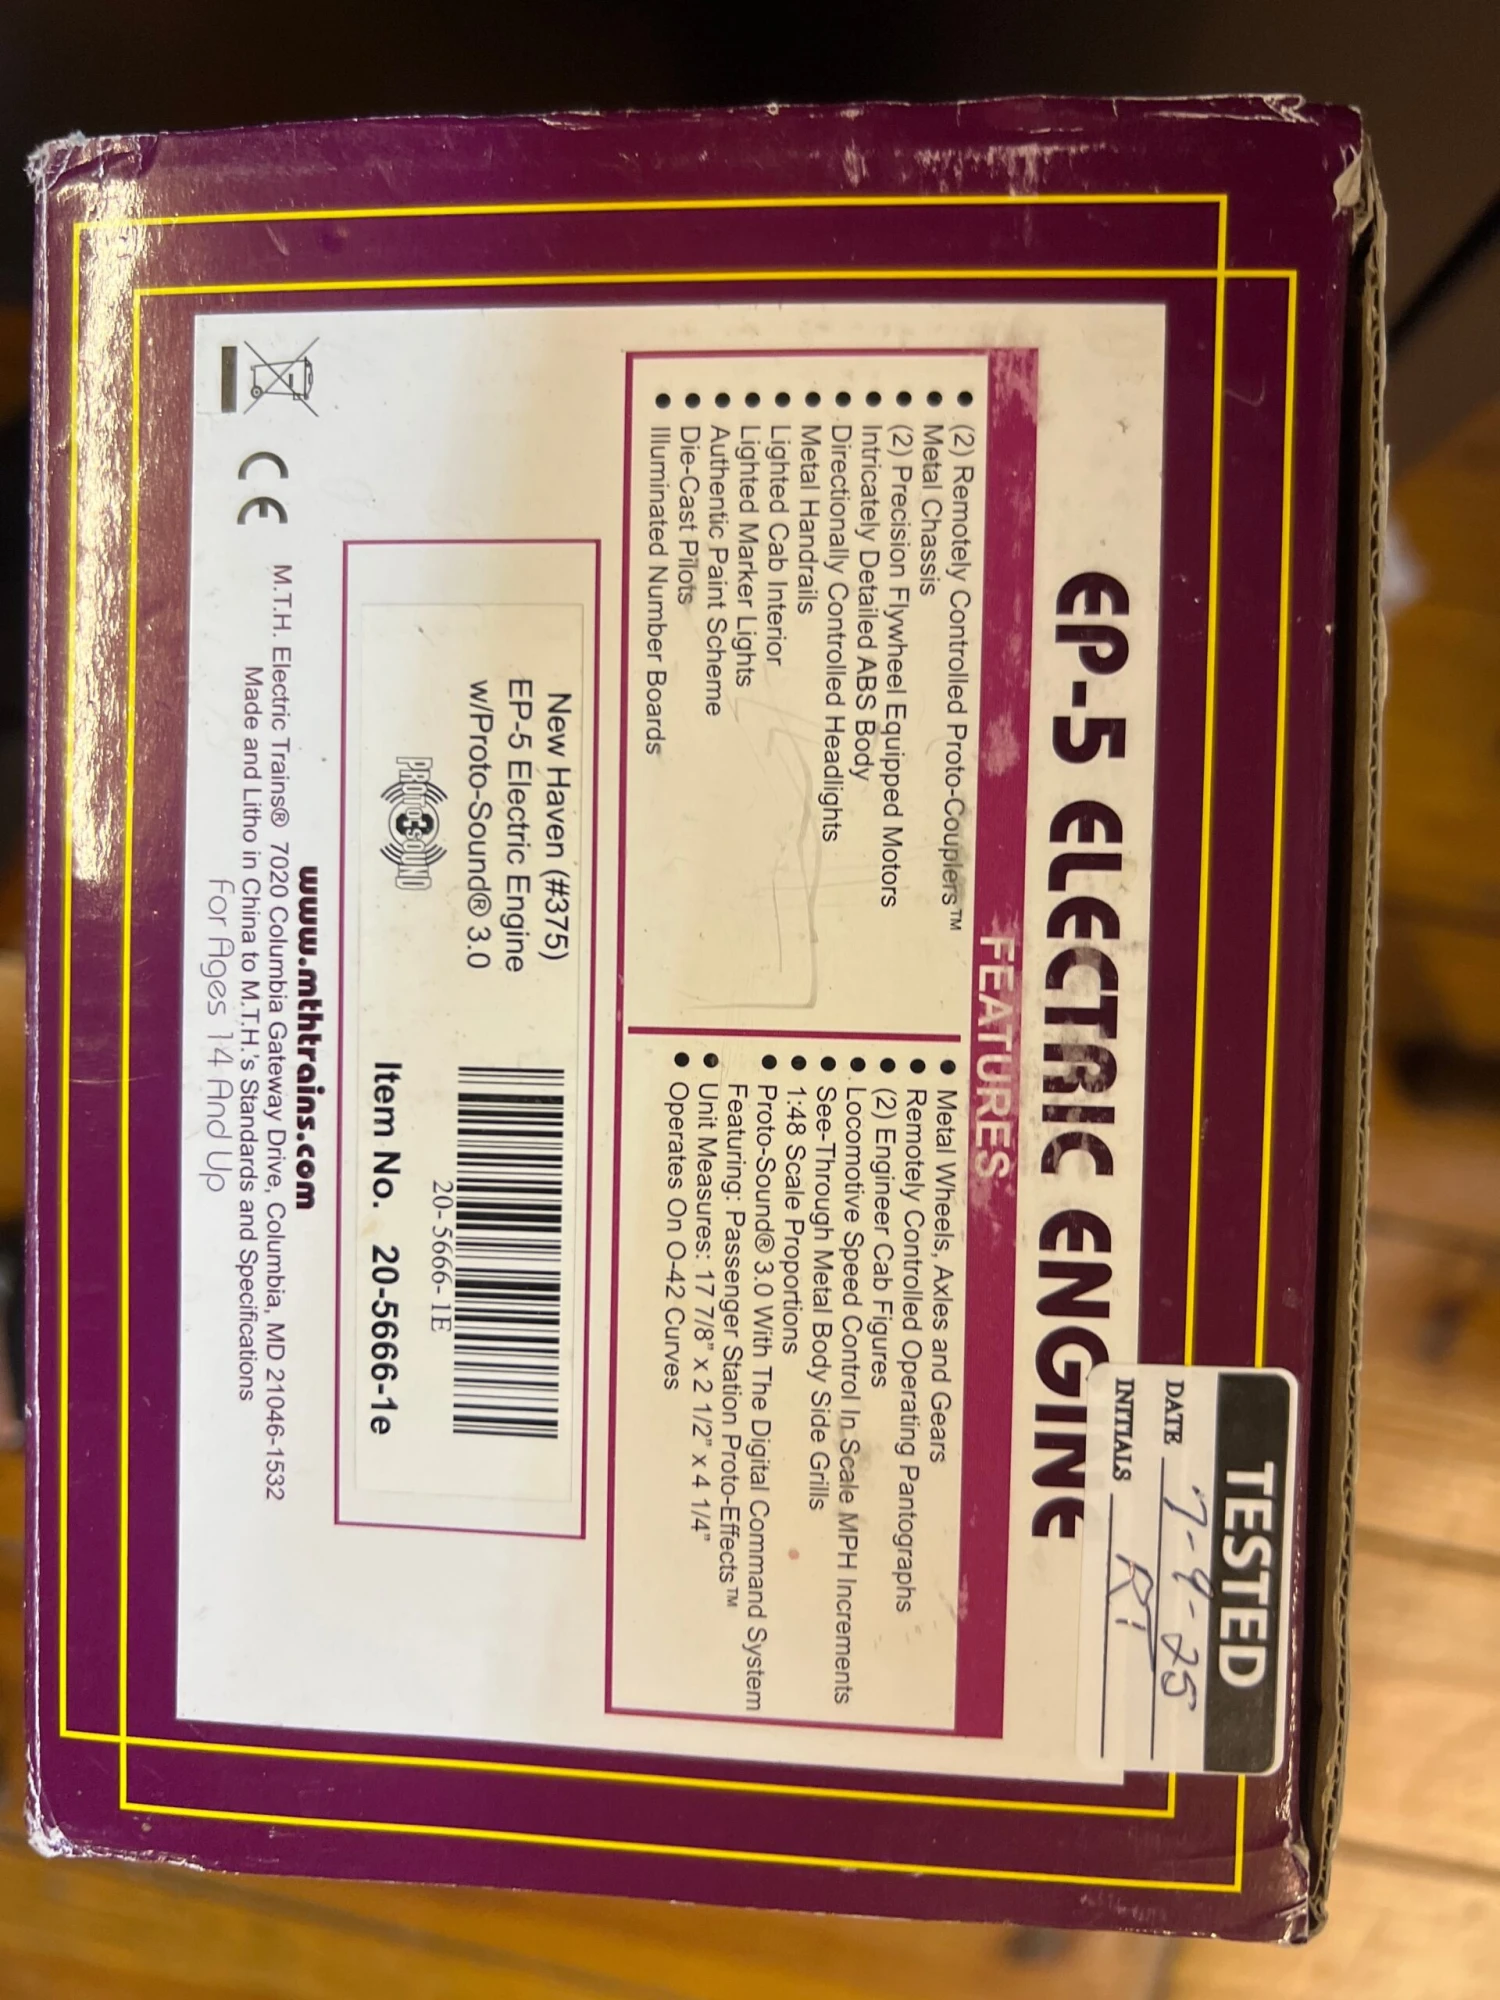 EP-5 ELECTRIC ENGINE
TESTED
DATE 7-9-25
INITIALS RT
FEATURES
• (2) Remotely Controlled Proto-Couplers™
• Metal Chassis
• (2) Precision Flywheel Equipped Motors
• Intricately Detailed ABS Body
• Directionally Controlled Headlights
• Metal Handrails
• Lighted Cab Interior
• Lighted Marker Lights
• Authentic Paint Scheme
• Die-Cast Pilots
• Illuminated Number Boards
• Metal Wheels, Axles and Gears
• Remotely Controlled Operating Pantographs
• (2) Engineer Cab Figures
• Locomotive Speed Control In Scale MPH Increments
• See-Through Metal Body Side Grills
• 1:48 Scale Proportions
• Proto-Sound® 3.0 With The Digital Command System
Featuring: Passenger Station Proto-Effects™
• Unit Measures: 17 7/8" x 2 1/2" x 4 1/4"
• Operates On O-42 Curves
New Haven (#375)
EP-5 Electric Engine
w/Proto-Sound® 3.0
PROTO3SOUND
20-5666-1E
Item No. 20-5666-1e
www.mthtrains.com
CE
M.T.H. Electric Trains® 7020 Columbia Gateway Drive, Columbia, MD 21046-1532
Made and Litho in China to M.T.H.'s Standards and Specifications
For Ages 14 And Up